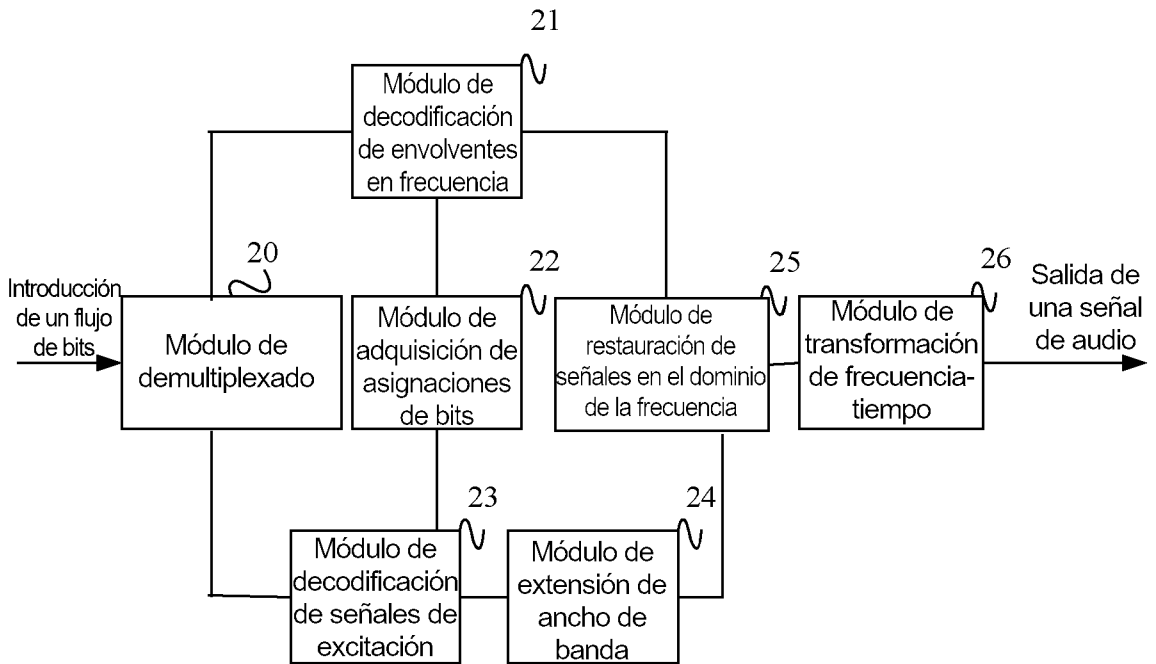 21
Módulo de
decodificación
de envolventes
en frecuencia
20
Introducción
de un flujo
de bits
Módulo de
demultiplexado
22
Módulo de
adquisición de
asignaciones
de bits
25
Módulo de
restauración de
señales en el dominio
de la frecuencia
26
Módulo de
transformación
de frecuencia-
tiempo
Salida de
una señal
de audio
23
Módulo de
decodificación
de señales de
excitación
24
Módulo de
extensión de
ancho de
banda